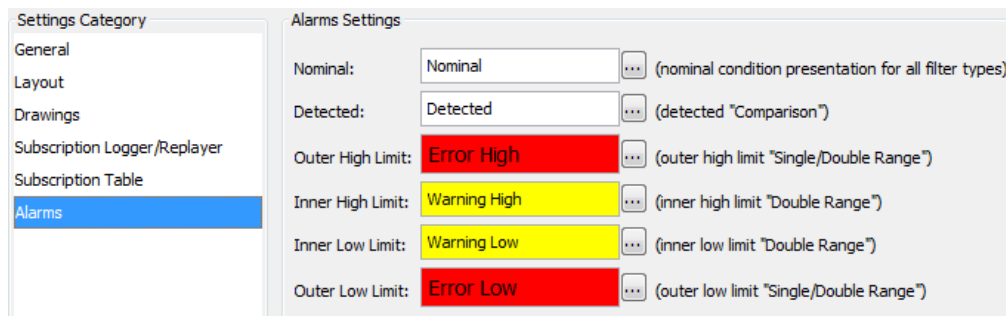 Settings Category
General
Layout
Drawings
Subscription Logger/Replayer
Subscription Table
Alarms
Alarms Settings
Nominal: Nominal ... (nominal condition presentation for all filter types)
Detected: Detected ... (detected "Comparison")
Outer High Limit: Error High ... (outer high limit "Single/Double Range")
Inner High Limit: Warning High ... (inner high limit "Double Range")
Inner Low Limit: Warning Low ... (inner low limit "Double Range")
Outer Low Limit: Error Low ... (outer low limit "Single/Double Range")